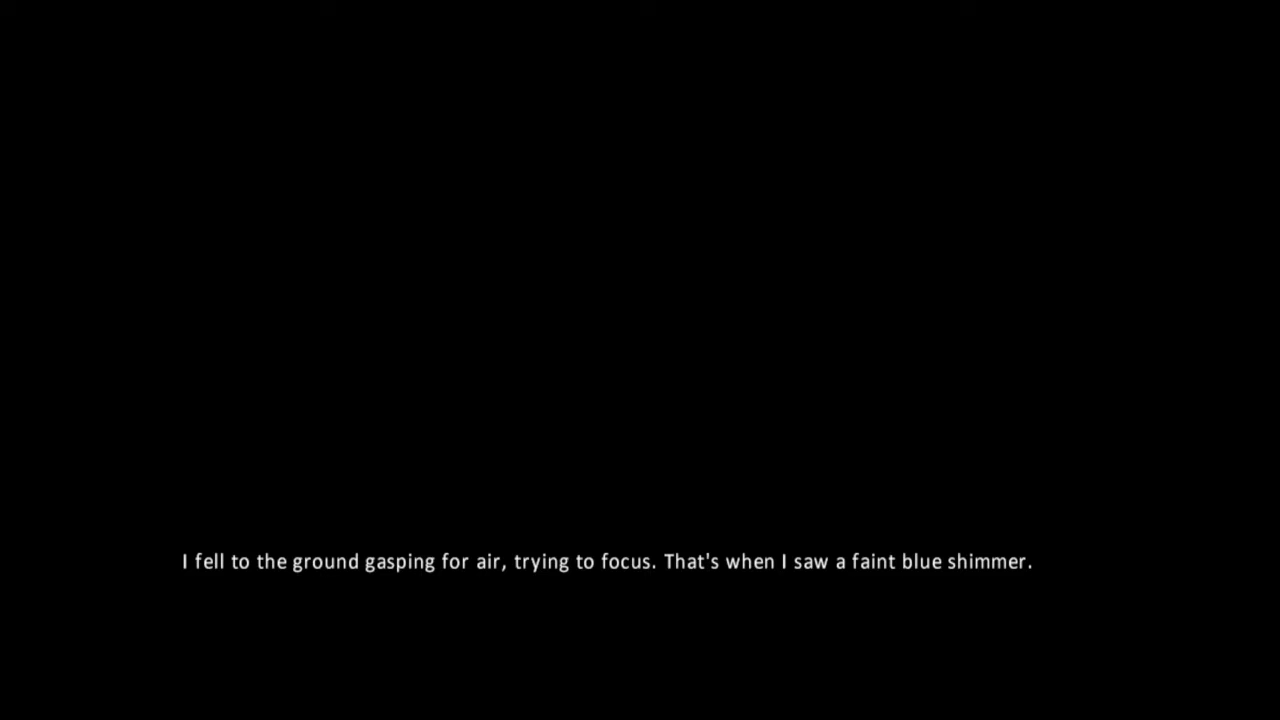 I fell to the ground gasping for air, trying to focus. That's when I saw a faint blue shimmer.